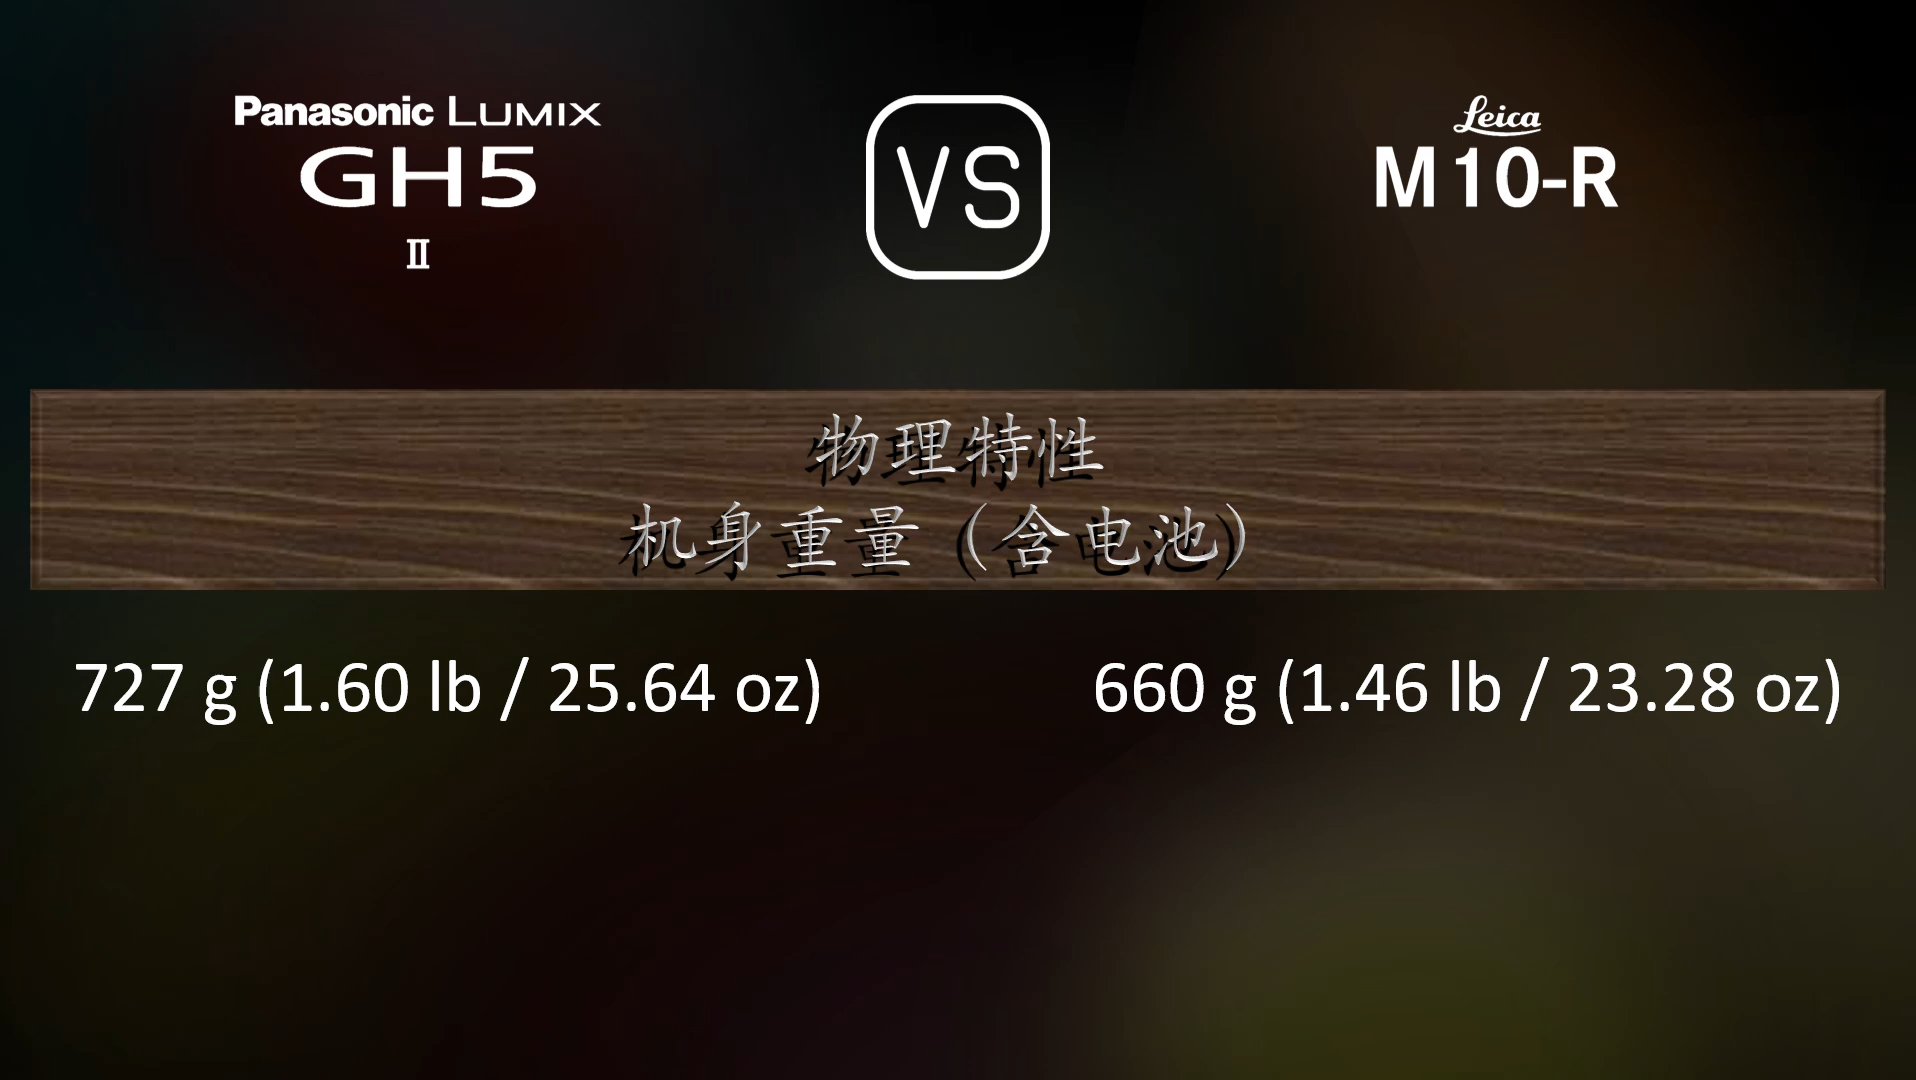 Panasonic LUMIX
GH5
II
VS
Leica
M10-R
物理特性
机身重量（含电池）
727 g (1.60 lb / 25.64 oz)
660 g (1.46 lb / 23.28 oz)